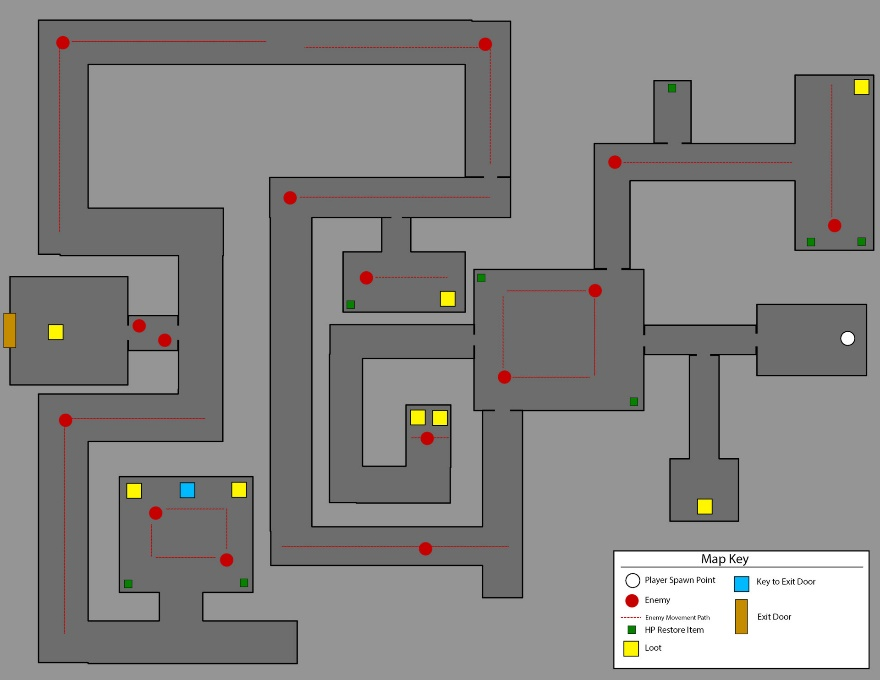 Map Key
Player Spawn Point
Key to Exit Door
Enemy
Enemy Movement Path
Exit Door
HP Restore Item
Loot